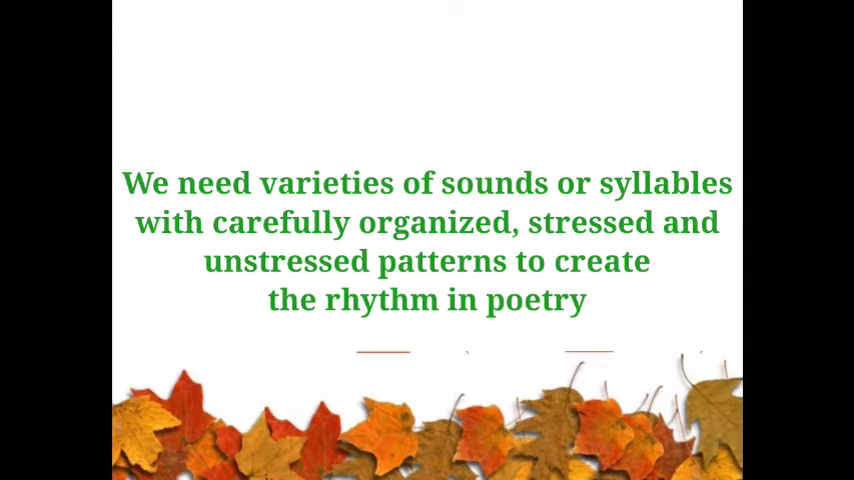 We need varieties of sounds or syllables
with carefully organized, stressed and
unstressed patterns to create
the rhythm in poetry